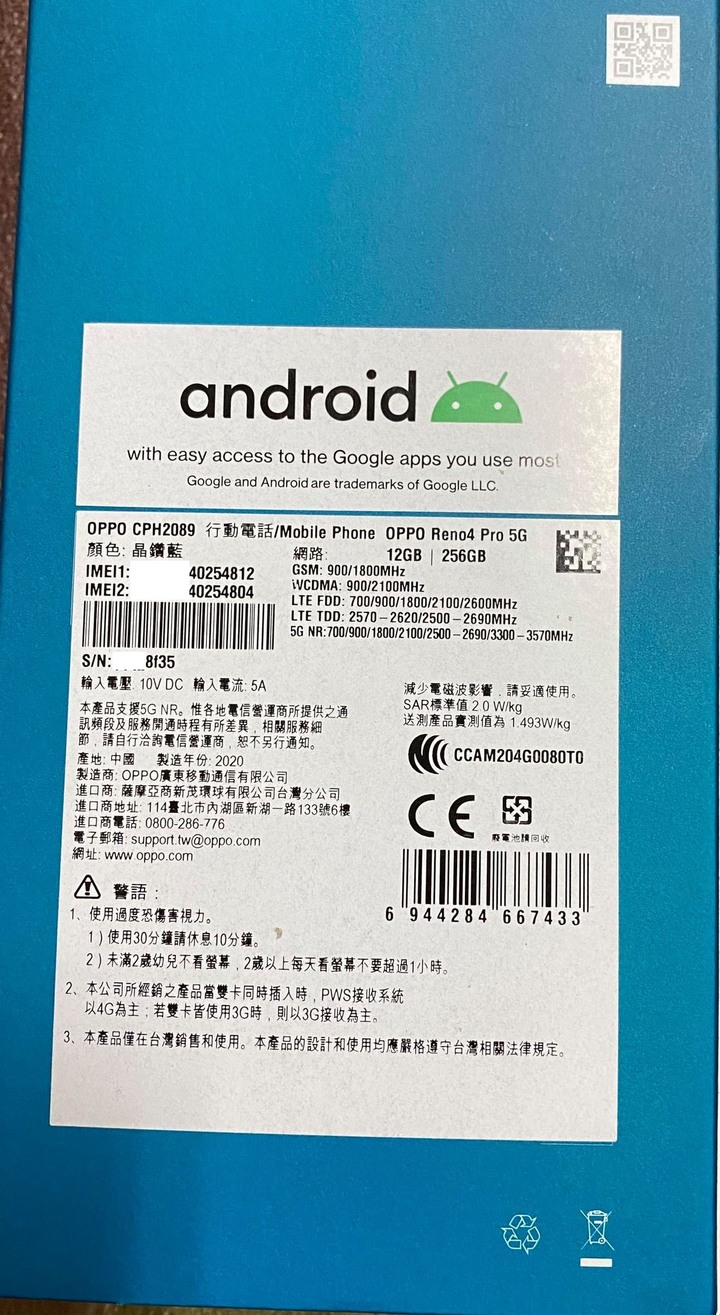 android
with easy access to the Google apps you use most
Google and Android are trademarks of Google LLC.
OPPO CPH2089 行動電話/Mobile Phone OPPO Reno4 Pro 5G
顏色: 晶鑽藍
網路: 12GB | 256GB
IMEI1: 40254812
IMEI2: 40254804
GSM: 900/1800MHz
WCDMA: 900/2100MHz
LTE FDD: 700/900/1800/2100/2600MHz
LTE TDD: 2570－2620/2500－2690MHz
5G NR:700/900/1800/2100/2500－2690/3300－3570MHz
S/N: 8f35
輸入電壓: 10V DC 輸入電流: 5A
本產品支援5G NR。惟各地電信營運商所提供之通
訊頻段及服務開通時程有所差異，相關服務細
節，請自行洽詢電信營運商，恕不另行通知。
產地: 中國 製造年份: 2020
製造商: OPPO廣東移動通信有限公司
進口商: 薩摩亞商新茂環球有限公司台灣分公司
進口商地址: 114臺北市內湖區新湖一路133號6樓
進口商電話: 0800-286-776
電子郵箱: support.tw@oppo.com
網址: www.oppo.com
減少電磁波影響，請妥適使用。
SAR標準值 2.0 W/kg
送測產品實測值為 1.493W/kg
CCAM204G0080T0
CE
廢電池請回收
6 944284 667433
警語：
1、使用過度恐傷害視力。
1）使用30分鐘請休息10分鐘。
2）未滿2歲幼兒不看螢幕，2歲以上每天看螢幕不要超過1小時。
2、本公司所經銷之產品當雙卡同時插入時，PWS接收系統
以4G為主；若雙卡皆使用3G時，則以3G接收為主。
3、本產品僅在台灣銷售和使用。本產品的設計和使用均應嚴格遵守台灣相關法律規定。